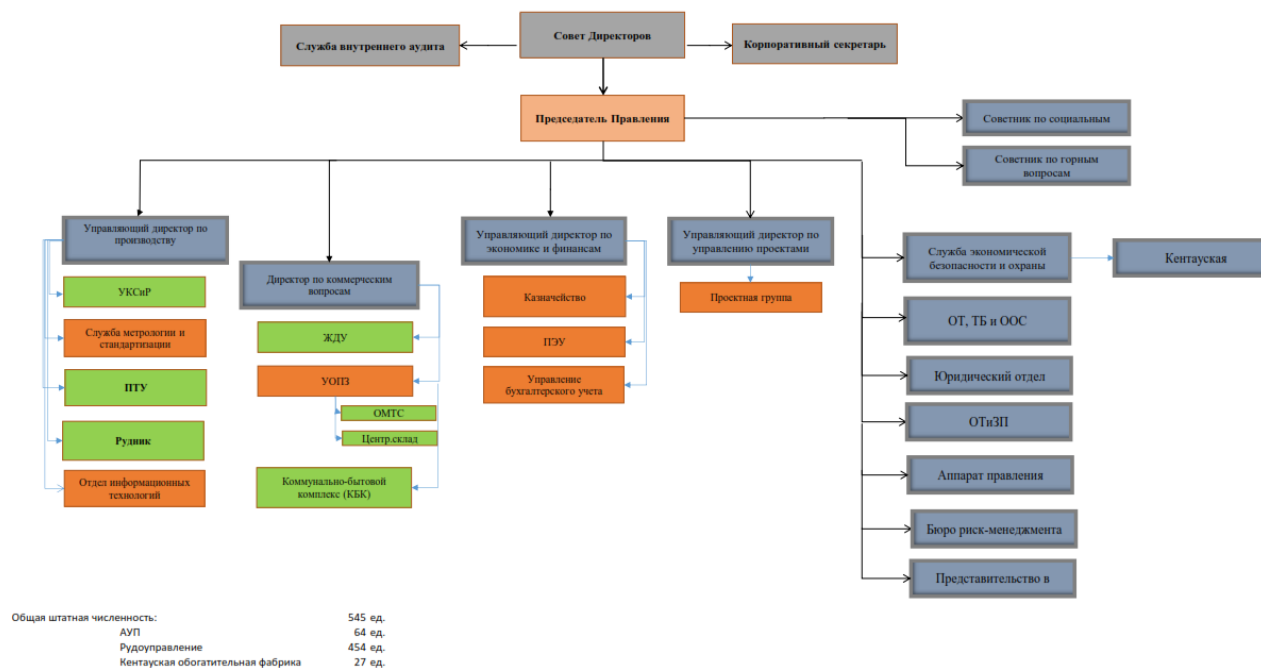 Совет Директоров
Служба внутреннего аудита
Корпоративный секретарь
Председатель Правления
Советник по социальным
Советник по горным
вопросам
Управляющий директор по
производству
Управляющий директор по
экономике и финансам
Управляющий директор по
управлению проектами
Служба экономической
безопасности и охраны
Кентауская
Директор по коммерческим
вопросам
УКСиР
Казначейство
Проектная группа
Служба метрологии и
стандартизации
ЖДУ
ПЭУ
ОТ, ТБ и ООС
ПТУ
УОПЗ
Управление
бухгалтерского учета
Юридический отдел
ОМТС
ОТиЗП
Рудник
Центр.склад
Отдел информационных
технологий
Коммунально-бытовой
комплекс (КБК)
Аппарат правления
Бюро риск-менеджмента
Представительство в
Общая штатная численность: 545 ед.
АУП 64 ед.
Рудоуправление 454 ед.
Кентауская обогатительная фабрика 27 ед.